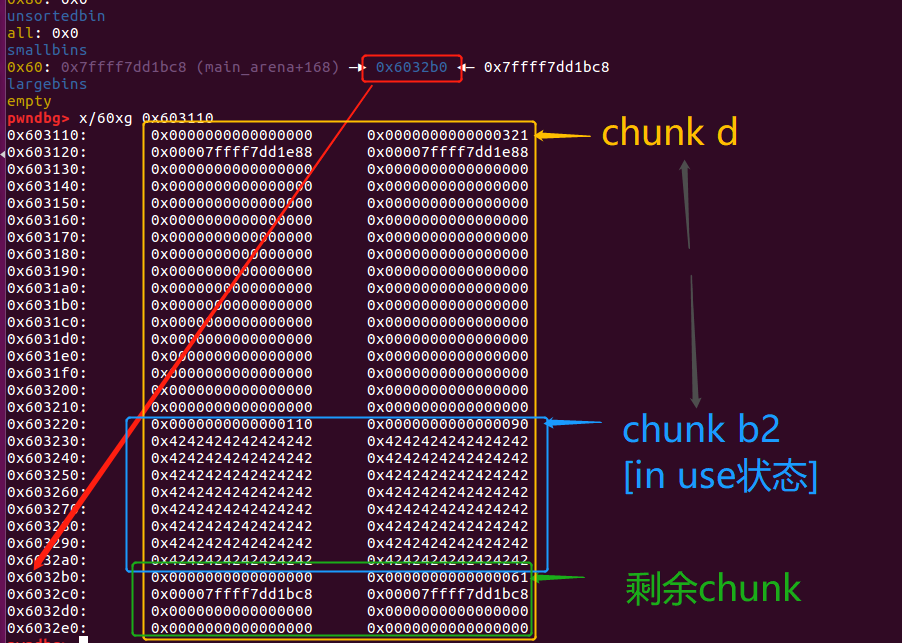 0x80: 0x0
unsortedbin
all: 0x0
smallbins
0x60: 0x7ffff7dd1bc8 (main_arena+168) —▸ 0x6032b0 ◂— 0x7ffff7dd1bc8
largebins
empty
pwndbg> x/60xg 0x603110
0x603110: 0x0000000000000000 0x0000000000000321
0x603120: 0x00007ffff7dd1e88 0x00007ffff7dd1e88
0x603130: 0x0000000000000000 0x0000000000000000
0x603140: 0x0000000000000000 0x0000000000000000
0x603150: 0x0000000000000000 0x0000000000000000
0x603160: 0x0000000000000000 0x0000000000000000
0x603170: 0x0000000000000000 0x0000000000000000
0x603180: 0x0000000000000000 0x0000000000000000
0x603190: 0x0000000000000000 0x0000000000000000
0x6031a0: 0x0000000000000000 0x0000000000000000
0x6031b0: 0x0000000000000000 0x0000000000000000
0x6031c0: 0x0000000000000000 0x0000000000000000
0x6031d0: 0x0000000000000000 0x0000000000000000
0x6031e0: 0x0000000000000000 0x0000000000000000
0x6031f0: 0x0000000000000000 0x0000000000000000
0x603200: 0x0000000000000000 0x0000000000000000
0x603210: 0x0000000000000000 0x0000000000000000
0x603220: 0x0000000000000110 0x0000000000000090
0x603230: 0x4242424242424242 0x4242424242424242
0x603240: 0x4242424242424242 0x4242424242424242
0x603250: 0x4242424242424242 0x4242424242424242
0x603260: 0x4242424242424242 0x4242424242424242
0x603270: 0x4242424242424242 0x4242424242424242
0x603280: 0x4242424242424242 0x4242424242424242
0x603290: 0x4242424242424242 0x4242424242424242
0x6032a0: 0x4242424242424242 0x4242424242424242
0x6032b0: 0x0000000000000000 0x0000000000000061
0x6032c0: 0x00007ffff7dd1bc8 0x00007ffff7dd1bc8
0x6032d0: 0x0000000000000000 0x0000000000000000
0x6032e0: 0x0000000000000000 0x0000000000000000
chunk d
chunk b2
[in use状态]
剩余chunk